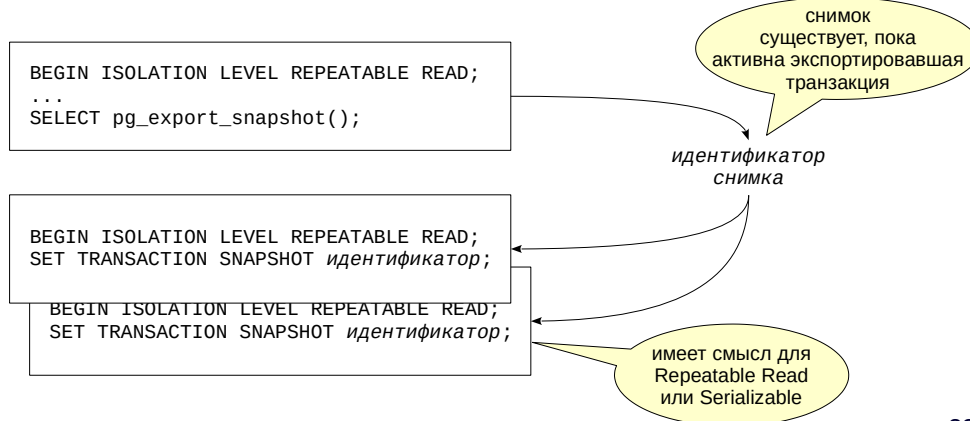 снимок
существует, пока
активна экспортировавшая
транзакция
BEGIN ISOLATION LEVEL REPEATABLE READ;
...
SELECT pg_export_snapshot();
идентификатор
снимка
BEGIN ISOLATION LEVEL REPEATABLE READ;
SET TRANSACTION SNAPSHOT идентификатор;
BEGIN ISOLATION LEVEL REPEATABLE READ;
SET TRANSACTION SNAPSHOT идентификатор;
имеет смысл для
Repeatable Read
или Serializable